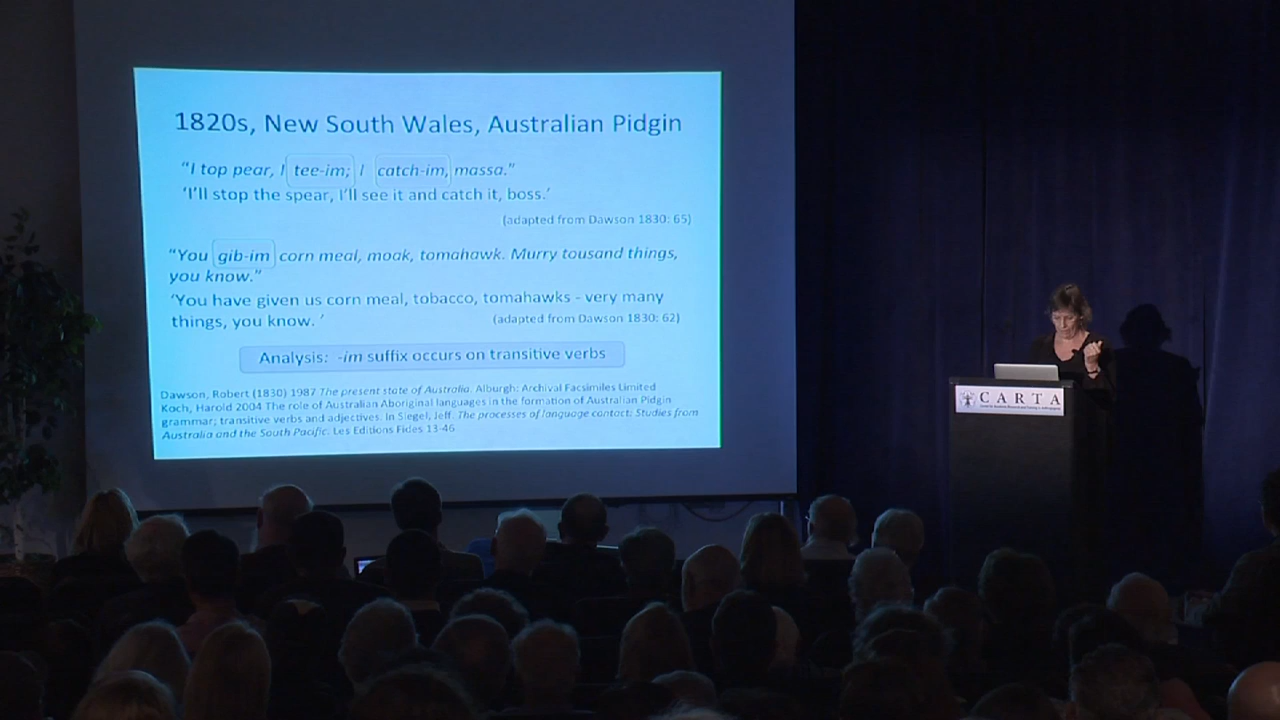 1820s, New South Wales, Australian Pidgin
"I top pear, I tee-im; I catch-im, massa."
'I'll stop the spear, I'll see it and catch it, boss.'
(adapted from Dawson 1830: 65)
"You gib-im corn meal, moak, tomahawk. Murry tousand things,
you know."
'You have given us corn meal, tobacco, tomahawks - very many
things, you know. '
(adapted from Dawson 1830: 62)
Analysis: -im suffix occurs on transitive verbs
Dawson, Robert (1830) 1987 The present state of Australia. Alburgh: Archival Facsimiles Limited
Koch, Harold 2004 The role of Australian Aboriginal languages in the formation of Australian Pidgin
grammar; transitive verbs and adjectives. In Siegel, Jeff. The processes of language contact: Studies from
Australia and the South Pacific. Les Editions Fides 13-46
CARTA